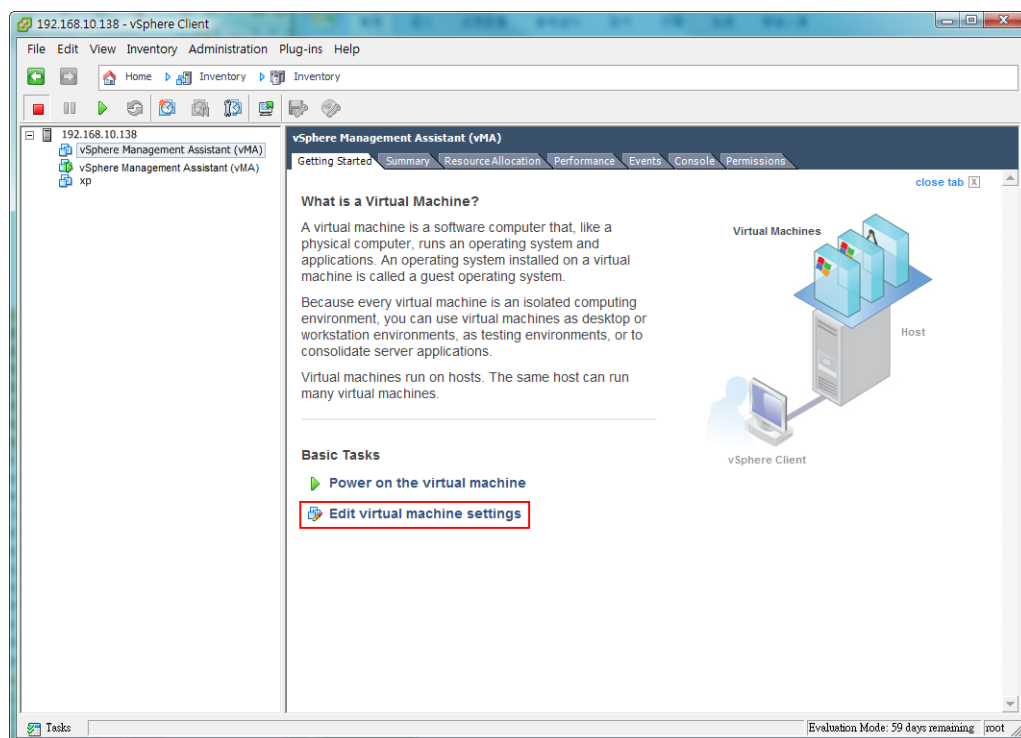 192.168.10.138 - vSphere Client
File Edit View Inventory Administration Plug-ins Help
Home Inventory Inventory
192.168.10.138
vSphere Management Assistant (vMA)
vSphere Management Assistant (vMA)
xp
vSphere Management Assistant (vMA)
Getting Started Summary Resource Allocation Performance Events Console Permissions
close tab X
What is a Virtual Machine?
A virtual machine is a software computer that, like a
physical computer, runs an operating system and
applications. An operating system installed on a virtual
machine is called a guest operating system.
Because every virtual machine is an isolated computing
environment, you can use virtual machines as desktop or
workstation environments, as testing environments, or to
consolidate server applications.
Virtual machines run on hosts. The same host can run
many virtual machines.
Virtual Machines
Host
vSphere Client
Basic Tasks
Power on the virtual machine
Edit virtual machine settings
Tasks
Evaluation Mode: 59 days remaining
root